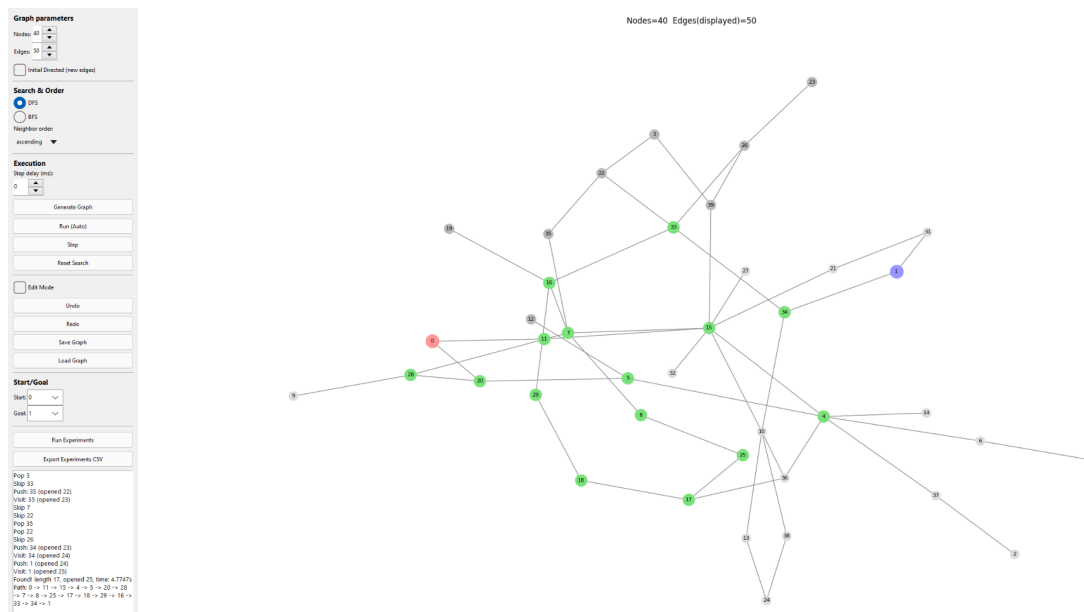 Graph parameters
Nodes: 40
Edges: 50
Initial Directed (new edges)
Search & Order
DFS
BFS
Neighbor order:
ascending
Execution
Step delay (ms):
0
Generate Graph
Run (Auto)
Step
Reset Search
Edit Mode
Undo
Redo
Save Graph
Load Graph
Start/Goal
Start: 0
Goal: 1
Run Experiments
Export Experiments CSV
Pop 3
Skip 33
Push: 35 (opened 22)
Visit: 35 (opened 23)
Skip 7
Skip 22
Pop 35
Pop 22
Skip 26
Push: 34 (opened 23)
Visit: 34 (opened 24)
Push: 1 (opened 24)
Visit: 1 (opened 25)
Found! length 17, opened 25, time: 4.7747s
Path: 0 -> 11 -> 15 -> 4 -> 5 -> 20 -> 28
-> 7 -> 8 -> 25 -> 17 -> 18 -> 29 -> 16 ->
33 -> 34 -> 1
Nodes=40 Edges(displayed)=50
23
3
26
22
39
33
19
35
31
21
27
1
16
34
12
15
7
11
0
32
28
20
5
29
9
8
4
14
10
6
25
36
18
17
37
13
38
2
24